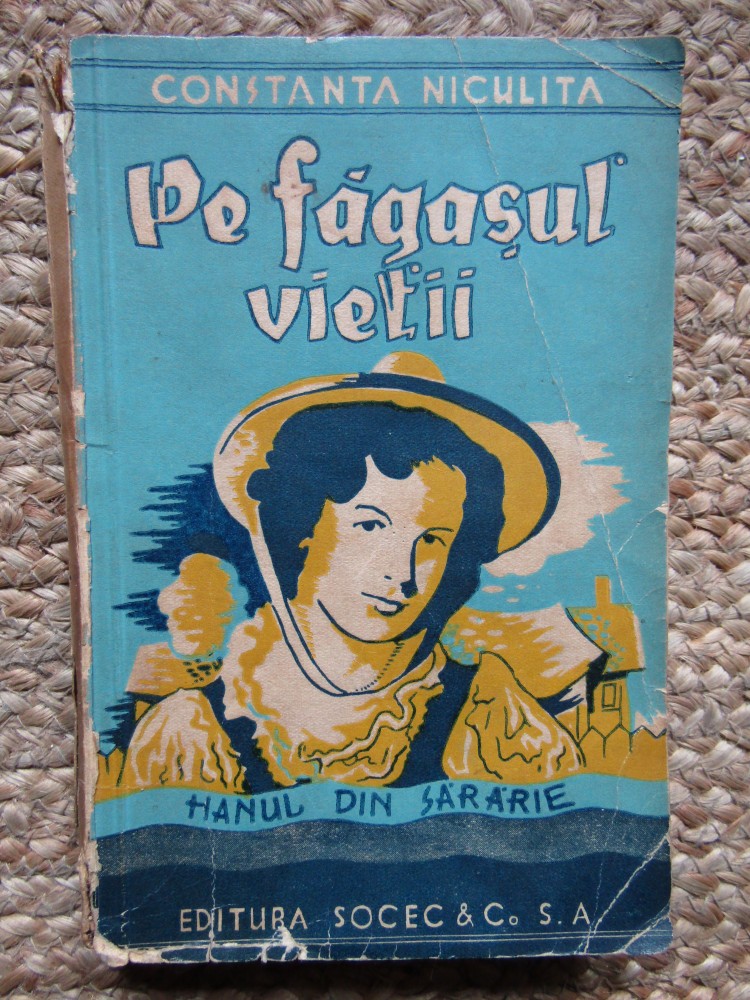 CONSTANTA NICULITA
Pe făgașul
vieții
HANUL DIN SĂRĂRIE
EDITURA SOCEC & Co S. A